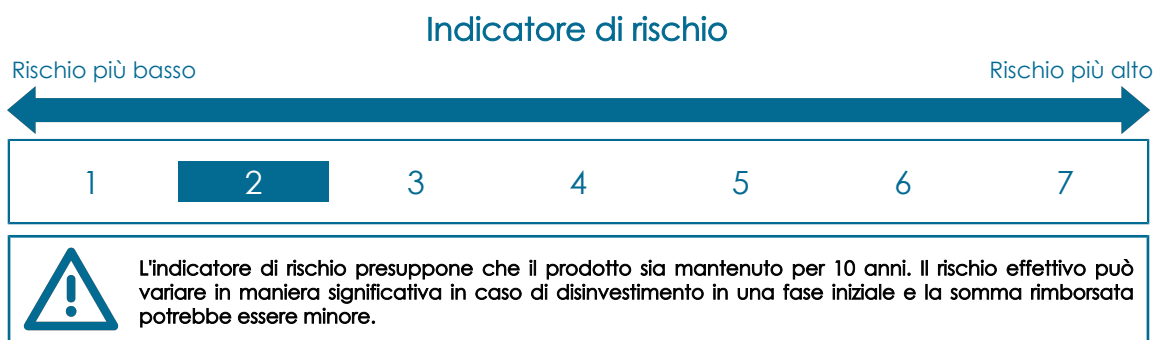 Indicatore di rischio
Rischio più basso
Rischio più alto
1 2 3 4 5 6 7
L'indicatore di rischio presuppone che il prodotto sia mantenuto per 10 anni. Il rischio effettivo può
variare in maniera significativa in caso di disinvestimento in una fase iniziale e la somma rimborsata
potrebbe essere minore.